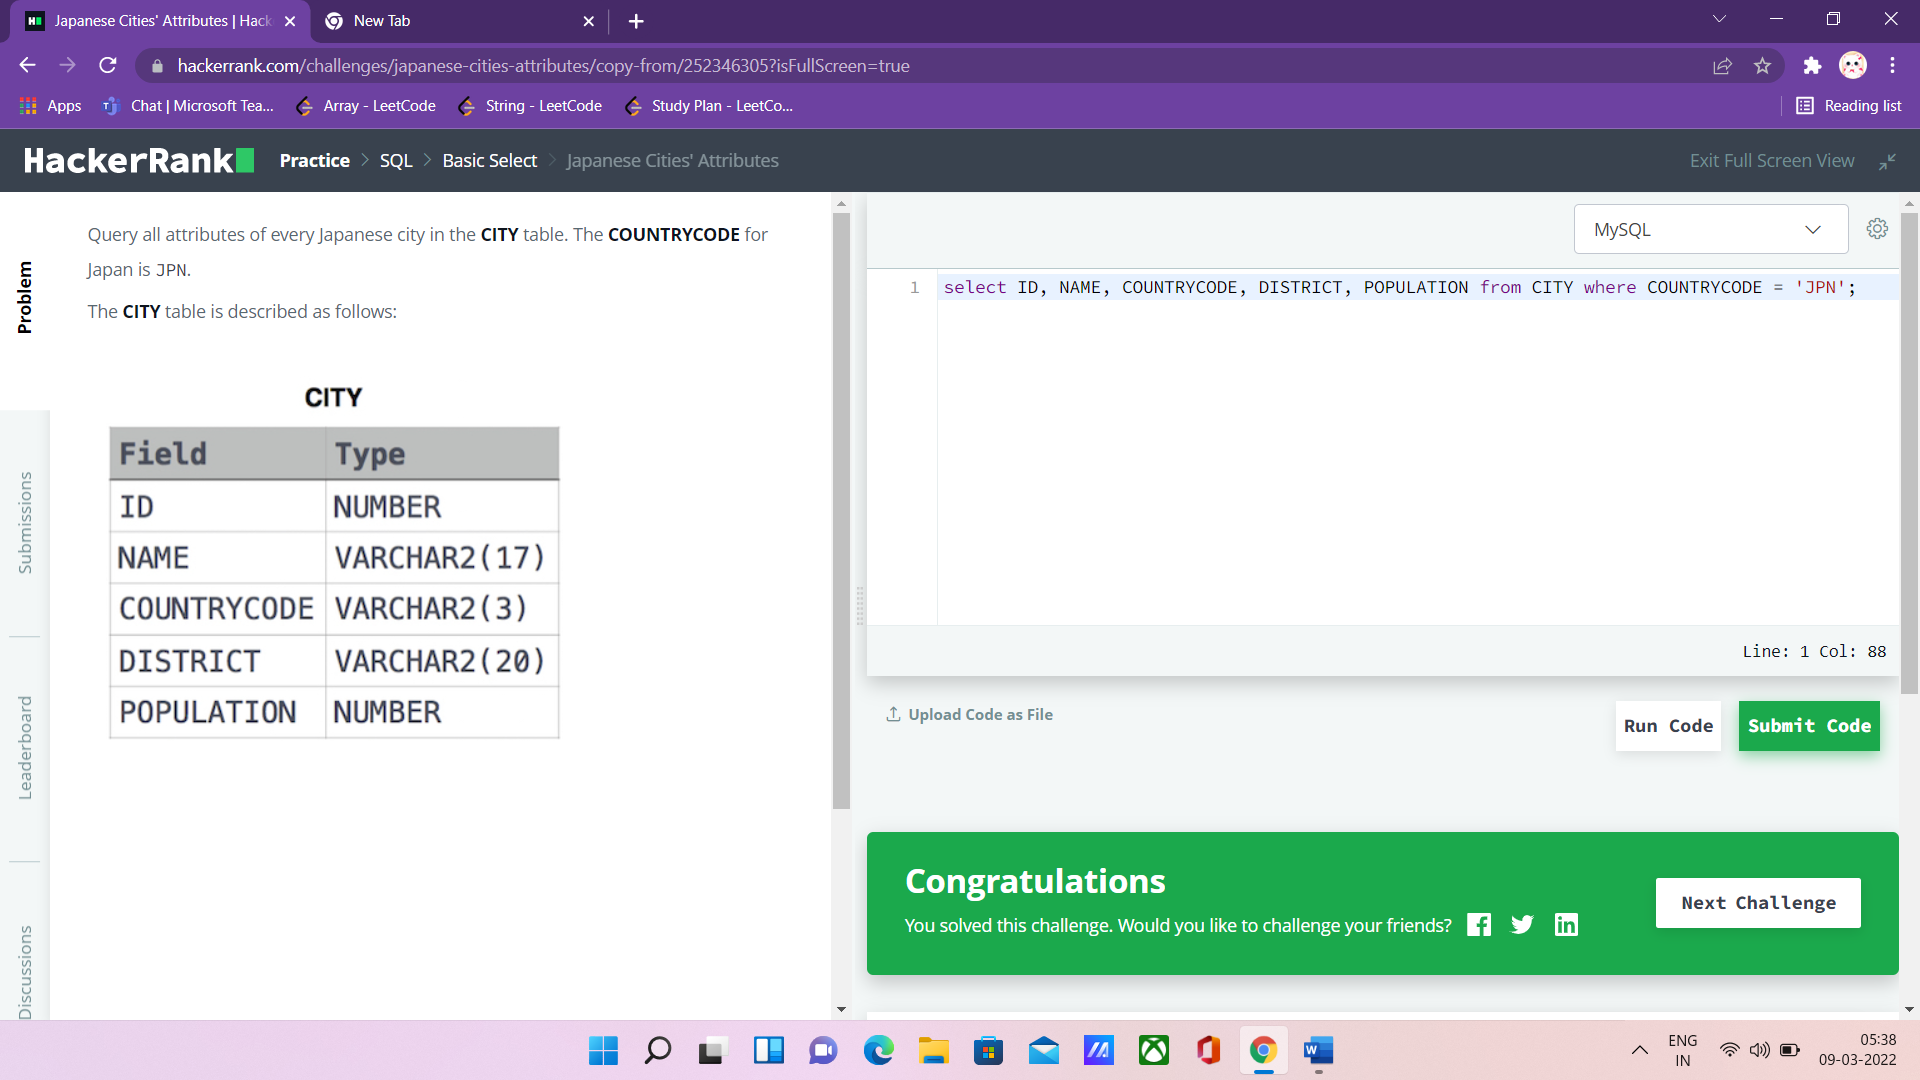 Japanese Cities' Attributes | Hack
New Tab
hackerrank.com/challenges/japanese-cities-attributes/copy-from/252346305?isFullScreen=true
Apps
Chat | Microsoft Tea...
Array - LeetCode
String - LeetCode
Study Plan - LeetCo...
Reading list
HackerRank
Practice > SQL > Basic Select > Japanese Cities' Attributes
Exit Full Screen View
Problem
Submissions
Leaderboard
Discussions
Query all attributes of every Japanese city in the CITY table. The COUNTRYCODE for
Japan is JPN.
The CITY table is described as follows:
CITY
Field Type
ID NUMBER
NAME VARCHAR2(17)
COUNTRYCODE VARCHAR2(3)
DISTRICT VARCHAR2(20)
POPULATION NUMBER
MySQL
1 select ID, NAME, COUNTRYCODE, DISTRICT, POPULATION from CITY where COUNTRYCODE = 'JPN';
Line: 1 Col: 88
Upload Code as File
Run Code
Submit Code
Congratulations
You solved this challenge. Would you like to challenge your friends?
Next Challenge
ENG
IN
05:38
09-03-2022